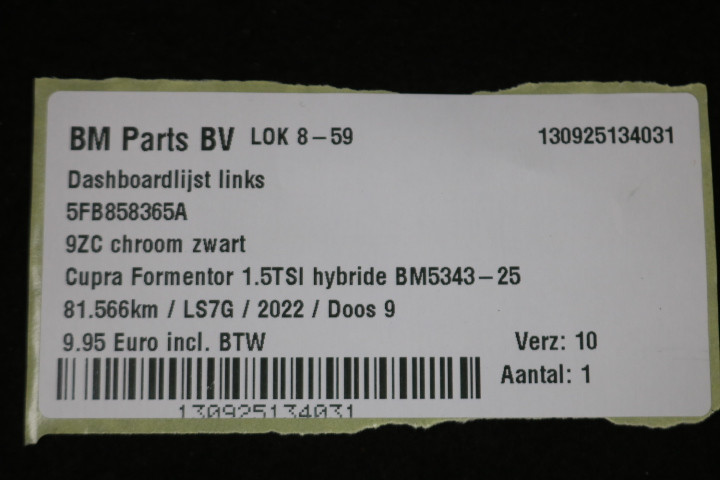 BM Parts BV LOK 8-59 130925134031
Dashboardlijst links
5FB858365A
9ZC chroom zwart
Cupra Formentor 1.5TSI hybride BM5343-25
81.566km / LS7G / 2022 / Doos 9
9.95 Euro incl. BTW Verz: 10
Aantal: 1
130925134031